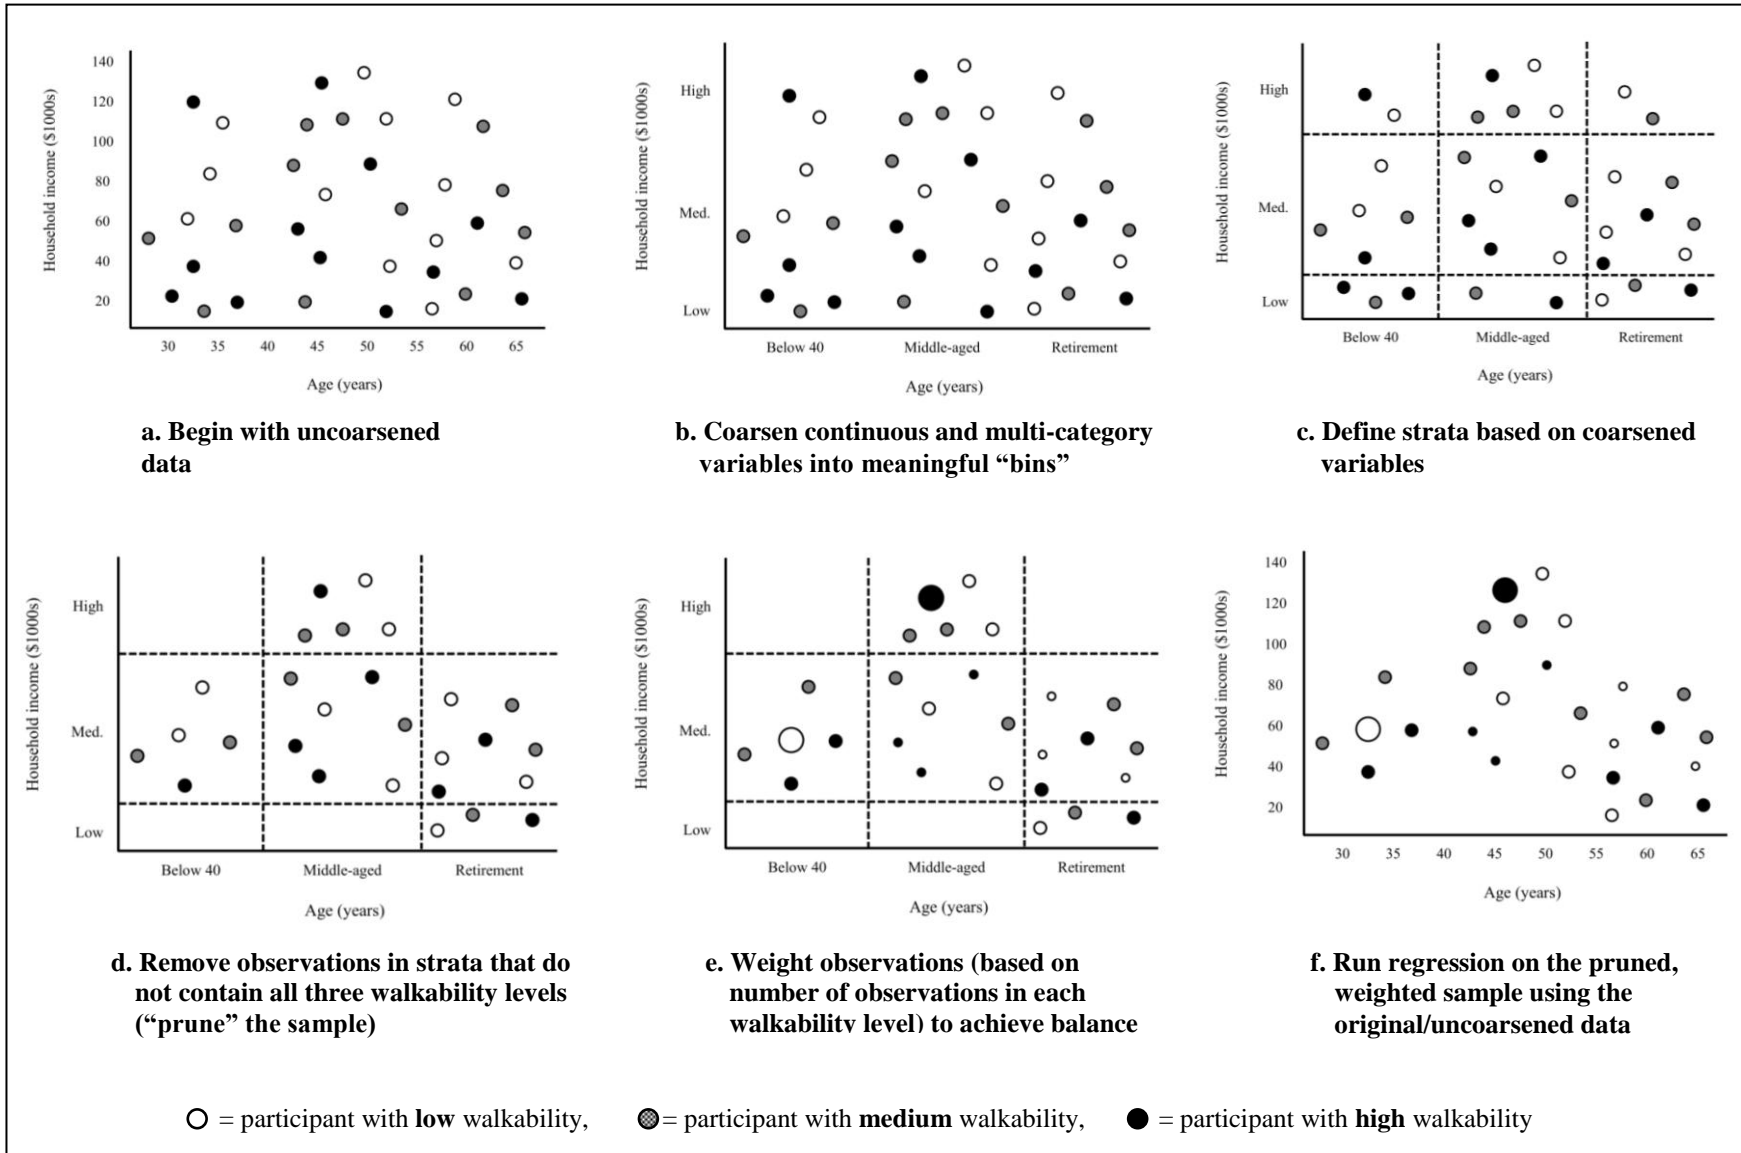 140
120
100
80
60
40
20
Household income ($1000s)
30 35 40 45 50 55 60 65
Age (years)
a. Begin with uncoarsened
data
High
Med.
Low
Household income ($1000s)
Below 40 Middle-aged Retirement
Age (years)
b. Coarsen continuous and multi-category
variables into meaningful “bins”
High
Med.
Low
Household income ($1000s)
Below 40 Middle-aged Retirement
Age (years)
c. Define strata based on coarsened
variables
High
Med.
Low
Household income ($1000s)
Below 40 Middle-aged Retirement
Age (years)
d. Remove observations in strata that do
not contain all three walkability levels
(“prune” the sample)
High
Med.
Low
Household income ($1000s)
Below 40 Middle-aged Retirement
Age (years)
e. Weight observations (based on
number of observations in each
walkability level) to achieve balance
140
120
100
80
60
40
20
Household income ($1000s)
30 35 40 45 50 55 60 65
Age (years)
f. Run regression on the pruned,
weighted sample using the
original/uncoarsened data
= participant with low walkability, = participant with medium walkability, = participant with high walkability